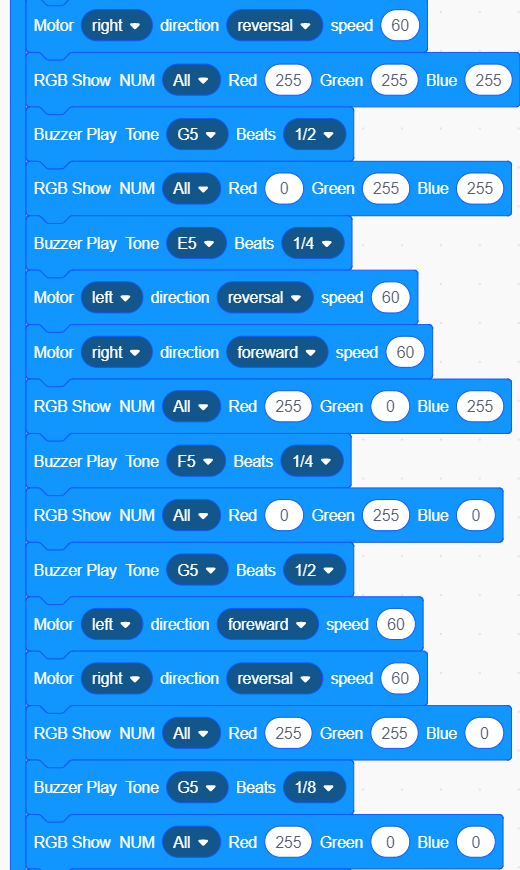 Motor right direction reversal speed 60
RGB Show NUM All Red 255 Green 255 Blue 255
Buzzer Play Tone G5 Beats 1/2
RGB Show NUM All Red 0 Green 255 Blue 255
Buzzer Play Tone E5 Beats 1/4
Motor left direction reversal speed 60
Motor right direction foreward speed 60
RGB Show NUM All Red 255 Green 0 Blue 255
Buzzer Play Tone F5 Beats 1/4
RGB Show NUM All Red 0 Green 255 Blue 0
Buzzer Play Tone G5 Beats 1/2
Motor left direction foreward speed 60
Motor right direction reversal speed 60
RGB Show NUM All Red 255 Green 255 Blue 0
Buzzer Play Tone G5 Beats 1/8
RGB Show NUM All Red 255 Green 0 Blue 0